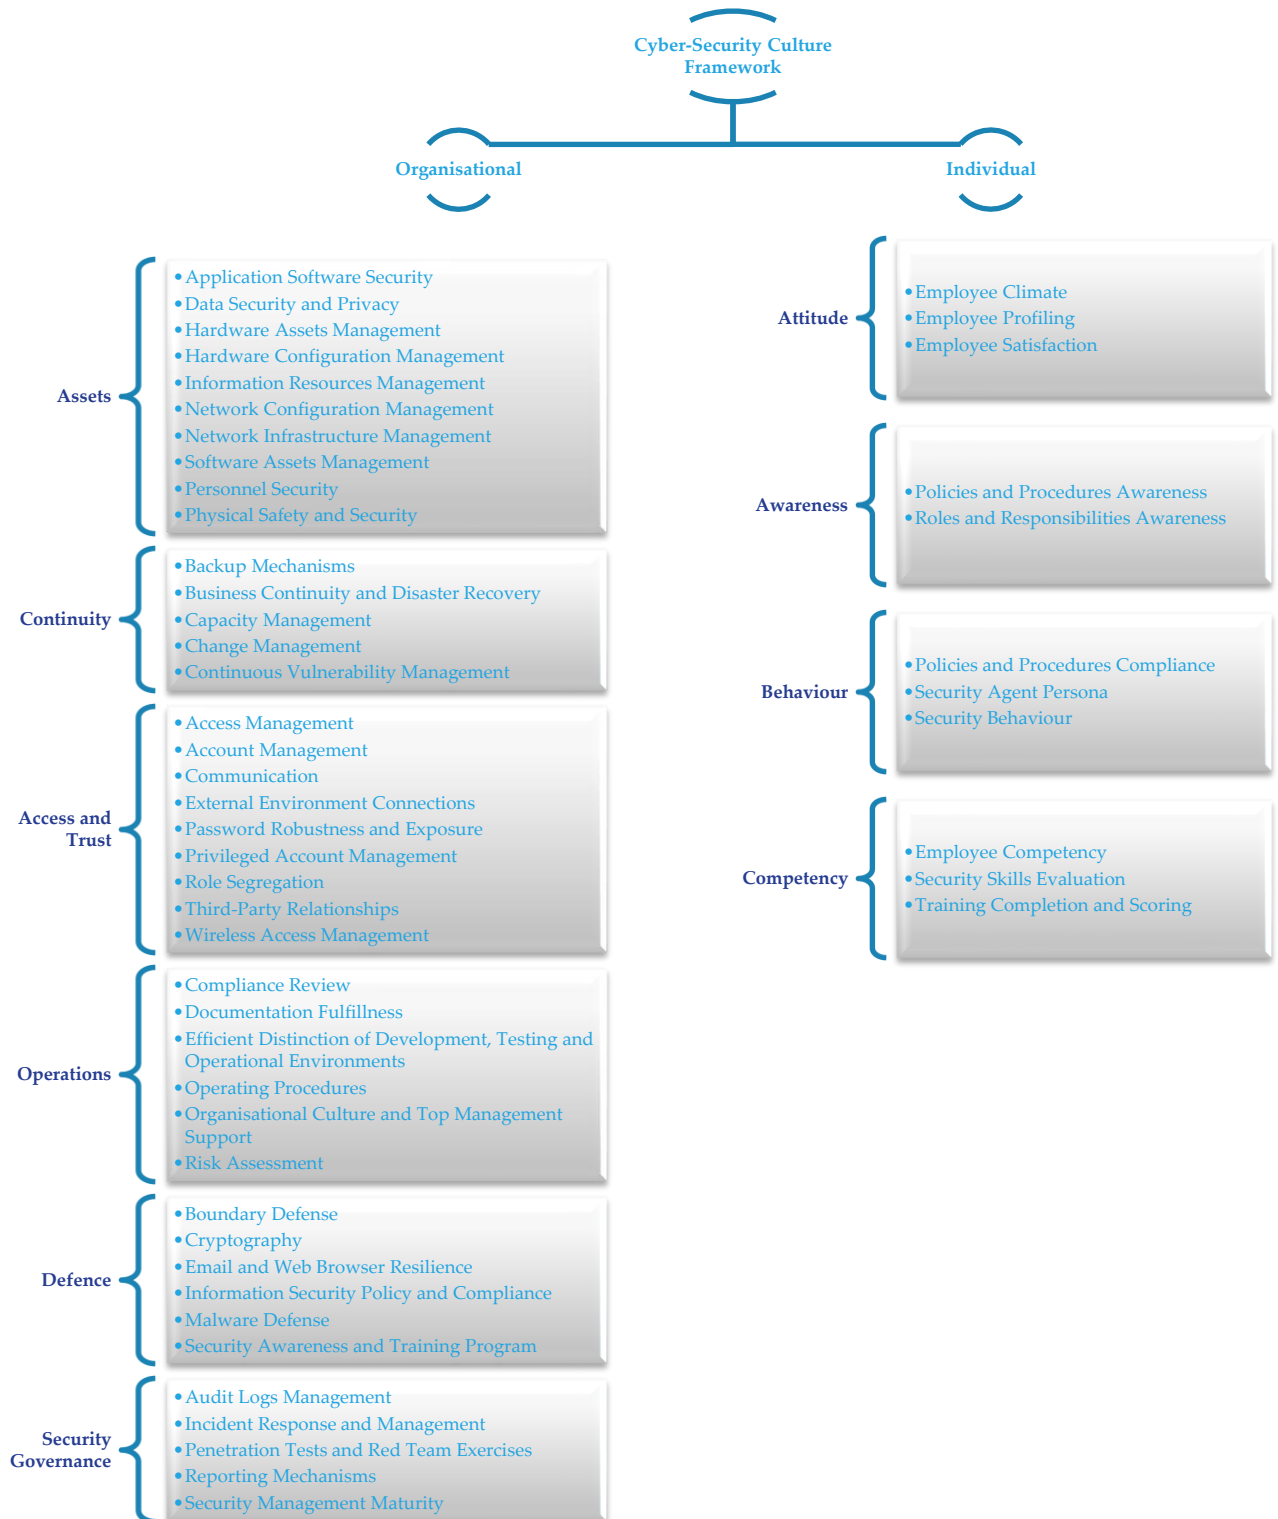 Cyber-Security Culture
Framework
Organisational
Individual
Assets
•Application Software Security
•Data Security and Privacy
•Hardware Assets Management
•Hardware Configuration Management
•Information Resources Management
•Network Configuration Management
•Network Infrastructure Management
•Software Assets Management
•Personnel Security
•Physical Safety and Security
Continuity
•Backup Mechanisms
•Business Continuity and Disaster Recovery
•Capacity Management
•Change Management
•Continuous Vulnerability Management
Access and
Trust
•Access Management
•Account Management
•Communication
•External Environment Connections
•Password Robustness and Exposure
•Privileged Account Management
•Role Segregation
•Third-Party Relationships
•Wireless Access Management
Operations
•Compliance Review
•Documentation Fulfillness
•Efficient Distinction of Development, Testing and
Operational Environments
•Operating Procedures
•Organisational Culture and Top Management
Support
•Risk Assessment
Defence
•Boundary Defense
•Cryptography
•Email and Web Browser Resilience
•Information Security Policy and Compliance
•Malware Defense
•Security Awareness and Training Program
Security
Governance
•Audit Logs Management
•Incident Response and Management
•Penetration Tests and Red Team Exercises
•Reporting Mechanisms
•Security Management Maturity
Attitude
•Employee Climate
•Employee Profiling
•Employee Satisfaction
Awareness
•Policies and Procedures Awareness
•Roles and Responsibilities Awareness
Behaviour
•Policies and Procedures Compliance
•Security Agent Persona
•Security Behaviour
Competency
•Employee Competency
•Security Skills Evaluation
•Training Completion and Scoring